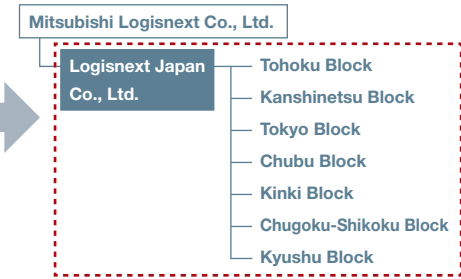 Mitsubishi Logisnext Co., Ltd.
Logisnext Japan
Co., Ltd.
Tohoku Block
Kanshinetsu Block
Tokyo Block
Chubu Block
Kinki Block
Chugoku-Shikoku Block
Kyushu Block